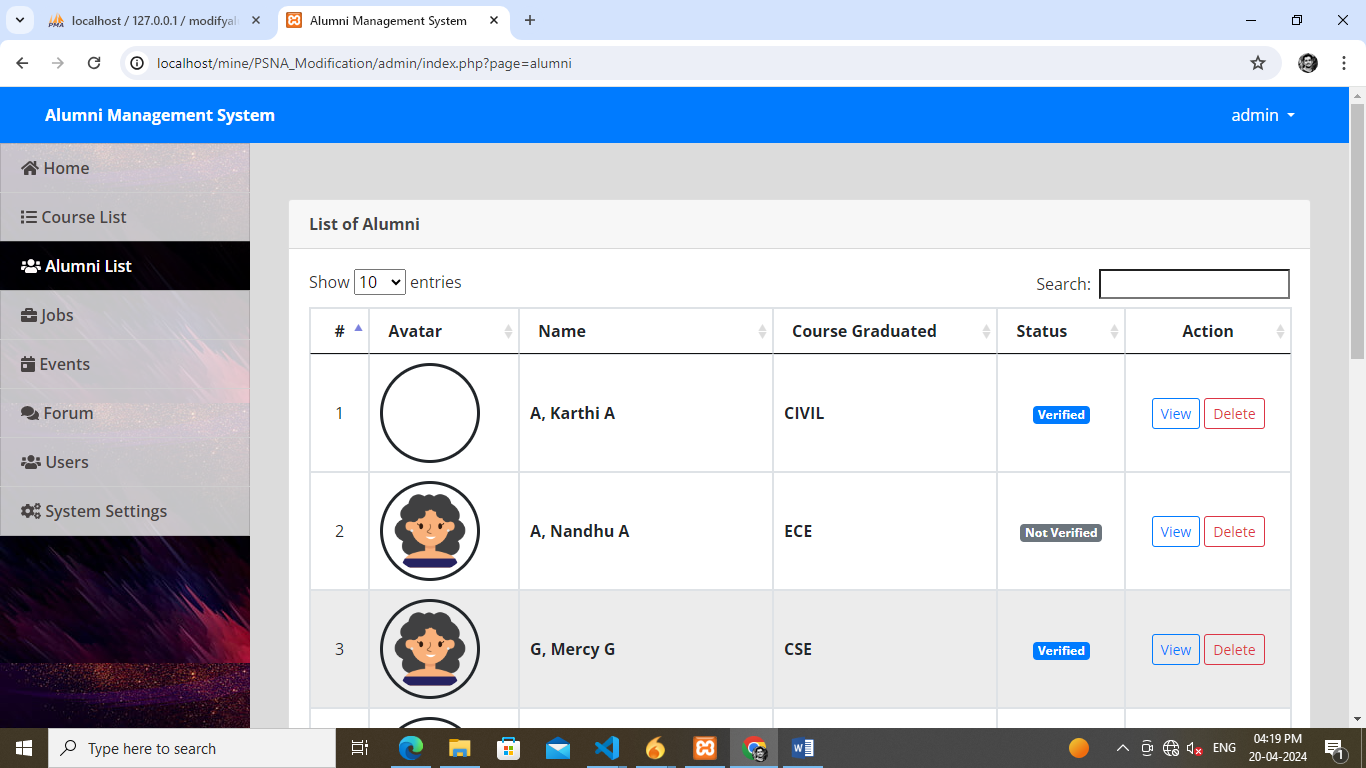 localhost / 127.0.0.1 / modifyal
Alumni Management System
localhost/mine/PSNA_Modification/admin/index.php?page=alumni
Alumni Management System
admin
Home
Course List
Alumni List
Jobs
Events
Forum
Users
System Settings
List of Alumni
Show 10 entries
Search:
# Avatar Name Course Graduated Status Action
1 A, Karthi A CIVIL Verified View Delete
2 A, Nandhu A ECE Not Verified View Delete
3 G, Mercy G CSE Verified View Delete
Type here to search
ENG
04:19 PM
20-04-2024
1